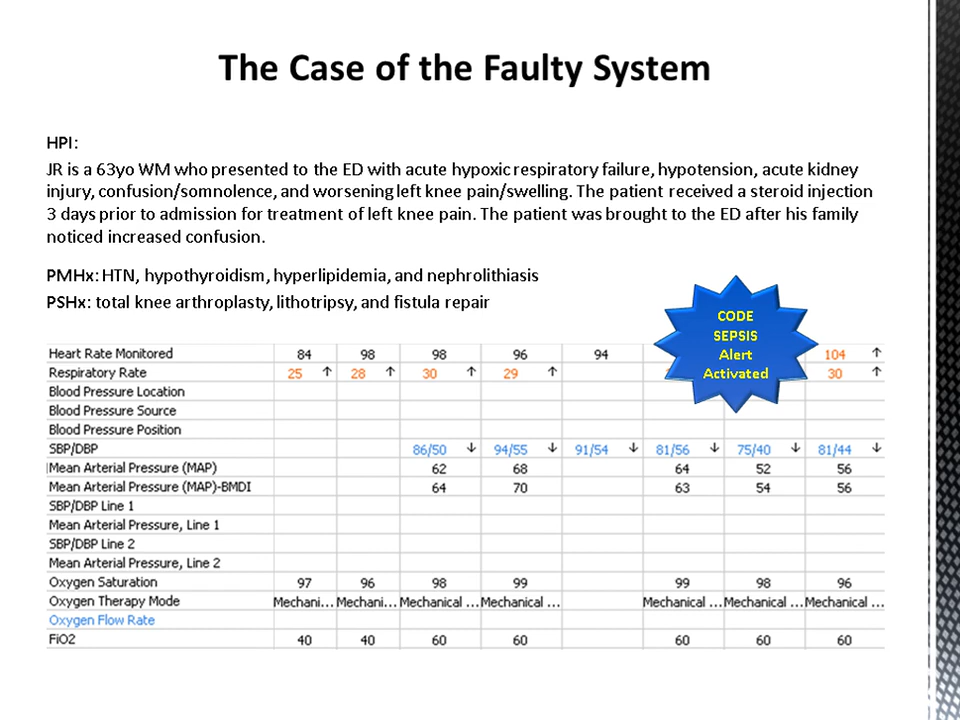 The Case of the Faulty System
HPI:
JR is a 63yo WM who presented to the ED with acute hypoxic respiratory failure, hypotension, acute kidney
injury, confusion/somnolence, and worsening left knee pain/swelling. The patient received a steroid injection
3 days prior to admission for treatment of left knee pain. The patient was brought to the ED after his family
noticed increased confusion.
PMHx: HTN, hypothyroidism, hyperlipidemia, and nephrolithiasis
PSHx: total knee arthroplasty, lithotripsy, and fistula repair
CODE
SEPSIS
Alert
Activated
Heart Rate Monitored 84 98 98 96 94 104 ↑
Respiratory Rate 25 ↑ 28 ↑ 30 ↑ 29 ↑ 30 ↑
Blood Pressure Location
Blood Pressure Source
Blood Pressure Position
SBP/DBP 86/50 ↓ 94/55 ↓ 91/54 ↓ 81/56 ↓ 75/40 ↓ 81/44 ↓
Mean Arterial Pressure (MAP) 62 68 64 52 56
Mean Arterial Pressure (MAP)-BMDI 64 70 63 54 56
SBP/DBP Line 1
Mean Arterial Pressure, Line 1
SBP/DBP Line 2
Mean Arterial Pressure, Line 2
Oxygen Saturation 97 96 98 99 99 98 96
Oxygen Therapy Mode Mechani... Mechani... Mechanical ... Mechanical ... Mechanical ... Mechanical ... Mechanical ...
Oxygen Flow Rate
FiO2 40 40 60 60 60 60 60